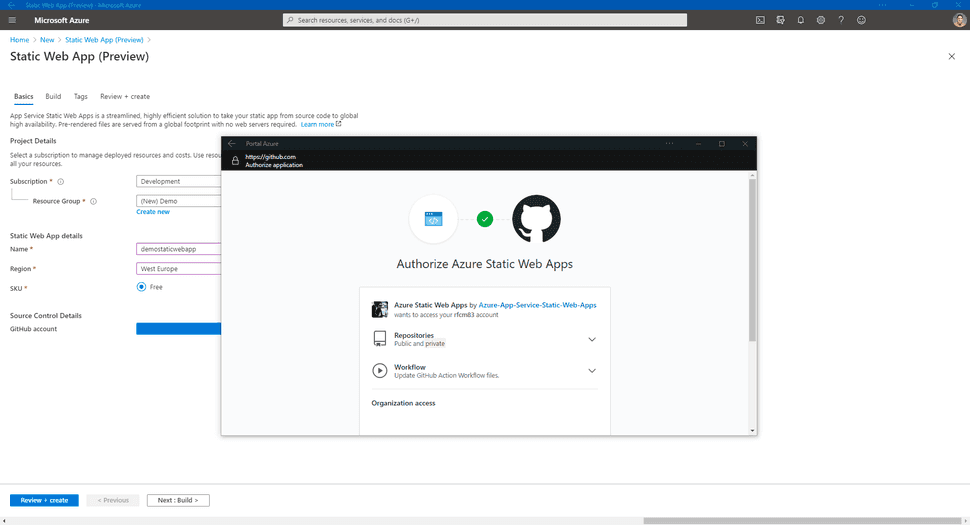 Static Web App (Preview) - Microsoft Azure
Microsoft Azure
Search resources, services, and docs (G+/)
Home > New > Static Web App (Preview) >
Static Web App (Preview)
Basics Build Tags Review + create
App Service Static Web Apps is a streamlined, highly efficient solution to take your static app from source code to global
high availability. Pre-rendered files are served from a global footprint with no web servers required. Learn more
Project Details
Select a subscription to manage deployed resources and costs. Use resou
all your resources.
Subscription *
Development
Resource Group *
(New) Demo
Create new
Static Web App details
Name *
demostaticwebapp
Region *
West Europe
SKU *
Free
Source Control Details
GitHub account
Portal Azure
https://github.com
Authorize application
Authorize Azure Static Web Apps
Azure Static Web Apps by Azure-App-Service-Static-Web-Apps
wants to access your rfcm83 account
Repositories
Public and private
Workflow
Update GitHub Action Workflow files.
Organization access
Review + create
< Previous
Next : Build >